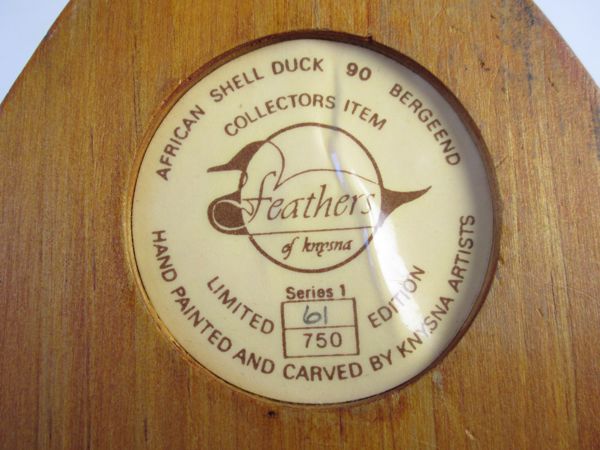 AFRICAN SHELL DUCK 90 BERGEEND
COLLECTORS ITEM
feathers
of knysna
LIMITED EDITION
Series 1
61
750
HAND PAINTED AND CARVED BY KNYSNA ARTISTS